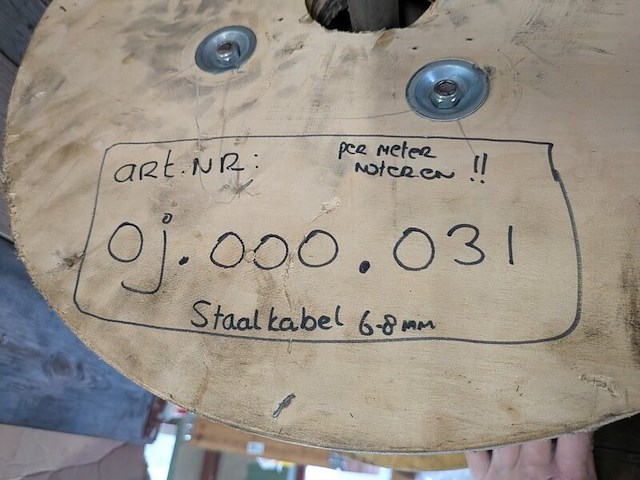 art.NR:
per meter
noteren !!
0j.000.031
Staalkabel 6-8mm